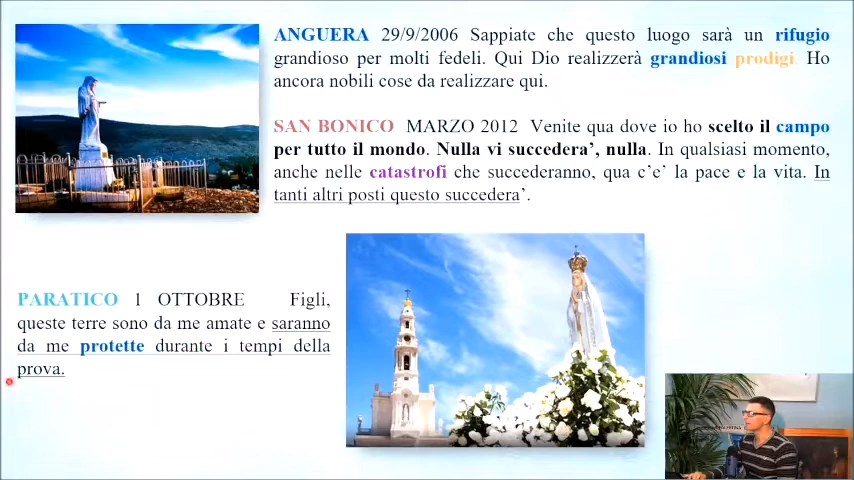 ANGUERA 29/9/2006 Sappiate che questo luogo sarà un rifugio
grandioso per molti fedeli. Qui Dio realizzerà grandiosi prodigi. Ho
ancora nobili cose da realizzare qui.
SAN BONICO MARZO 2012 Venite qua dove io ho scelto il campo
per tutto il mondo. Nulla vi succedera’, nulla. In qualsiasi momento,
anche nelle catastrofi che succederanno, qua c’e’ la pace e la vita. In
tanti altri posti questo succedera’.
PARATICO 1 OTTOBRE Figli,
queste terre sono da me amate e saranno
da me protette durante i tempi della
prova.